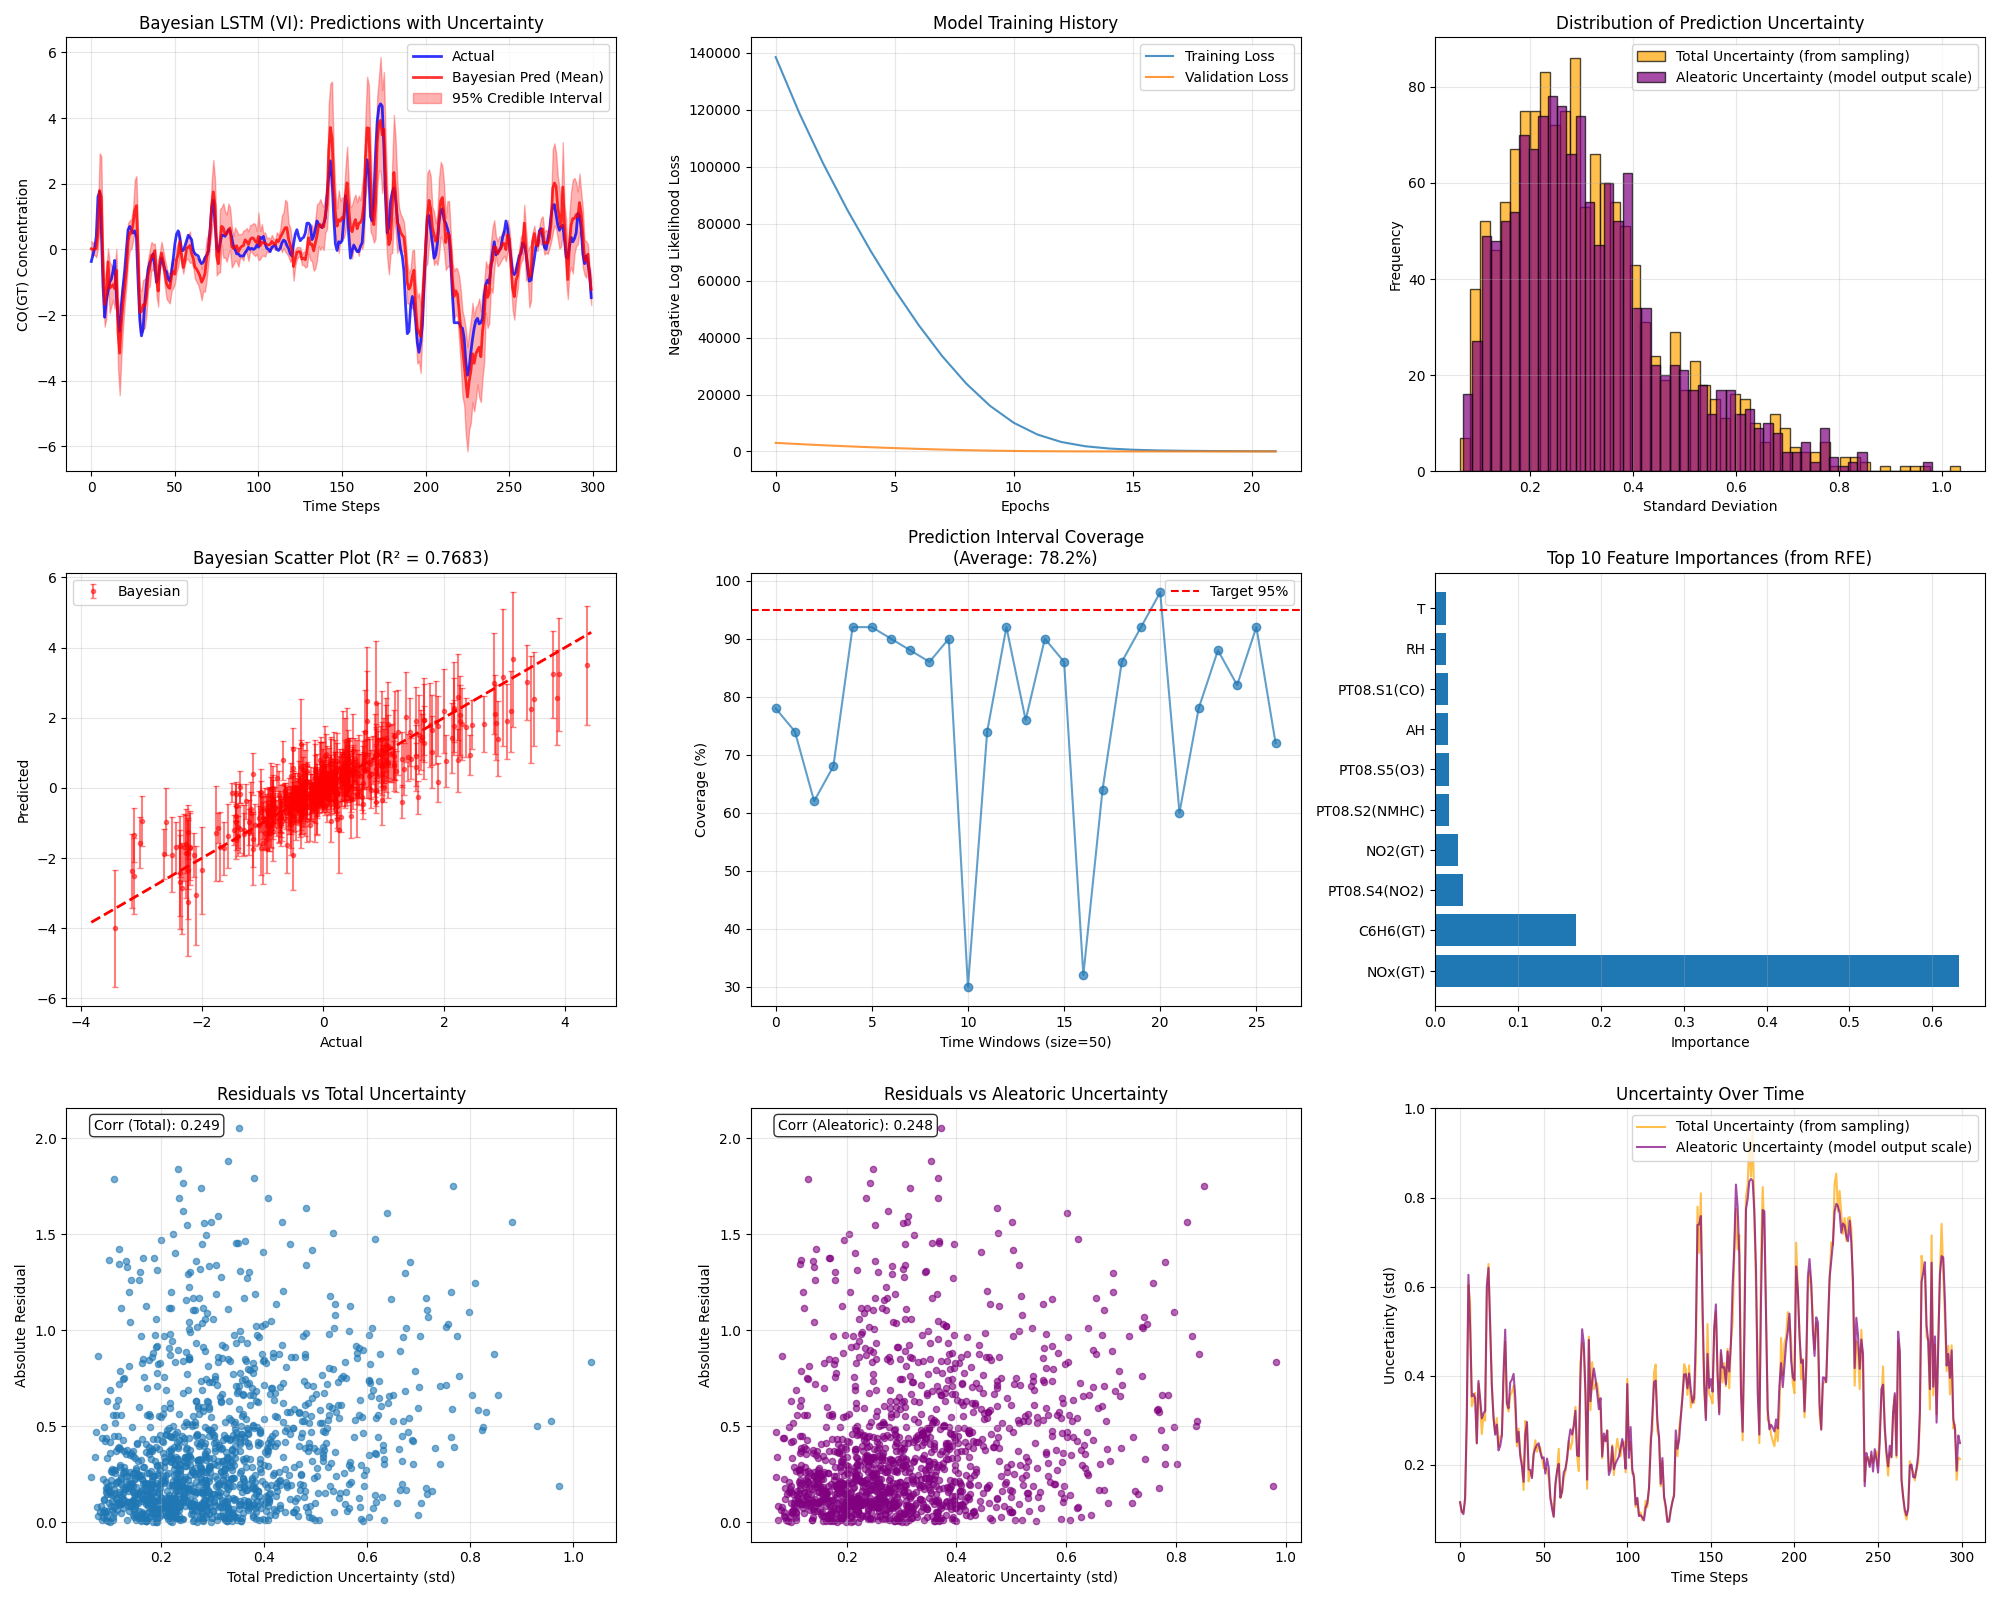 Bayesian LSTM (VI): Predictions with Uncertainty
Actual
Bayesian Pred (Mean)
95% Credible Interval
CO(GT) Concentration
6
4
2
0
−2
−4
−6
0 50 100 150 200 250 300
Time Steps
Model Training History
Training Loss
Validation Loss
Negative Log Likelihood Loss
140000
120000
100000
80000
60000
40000
20000
0
0 5 10 15 20
Epochs
Distribution of Prediction Uncertainty
Total Uncertainty (from sampling)
Aleatoric Uncertainty (model output scale)
Frequency
80
60
40
20
0
0.2 0.4 0.6 0.8 1.0
Standard Deviation
Bayesian Scatter Plot (R² = 0.7683)
Bayesian
Predicted
6
4
2
0
−2
−4
−6
−4 −2 0 2 4
Actual
Prediction Interval Coverage
(Average: 78.2%)
Target 95%
Coverage (%)
100
90
80
70
60
50
40
30
0 5 10 15 20 25
Time Windows (size=50)
Top 10 Feature Importances (from RFE)
T
RH
PT08.S1(CO)
AH
PT08.S5(O3)
PT08.S2(NMHC)
NO2(GT)
PT08.S4(NO2)
C6H6(GT)
NOx(GT)
0.0 0.1 0.2 0.3 0.4 0.5 0.6
Importance
Residuals vs Total Uncertainty
Corr (Total): 0.249
Absolute Residual
2.0
1.5
1.0
0.5
0.0
0.2 0.4 0.6 0.8 1.0
Total Prediction Uncertainty (std)
Residuals vs Aleatoric Uncertainty
Corr (Aleatoric): 0.248
Absolute Residual
2.0
1.5
1.0
0.5
0.0
0.2 0.4 0.6 0.8 1.0
Aleatoric Uncertainty (std)
Uncertainty Over Time
Total Uncertainty (from sampling)
Aleatoric Uncertainty (model output scale)
Uncertainty (std)
1.0
0.8
0.6
0.4
0.2
0 50 100 150 200 250 300
Time Steps